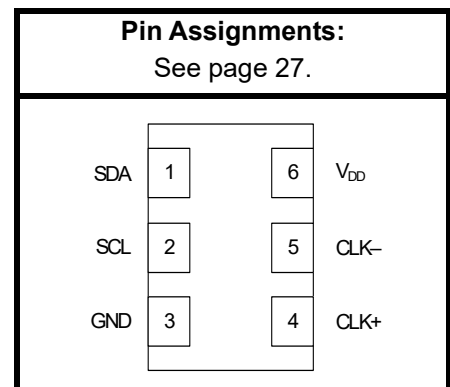 Pin Assignments:
See page 27.
SDA 1 6 VDD
SCL 2 5 CLK–
GND 3 4 CLK+